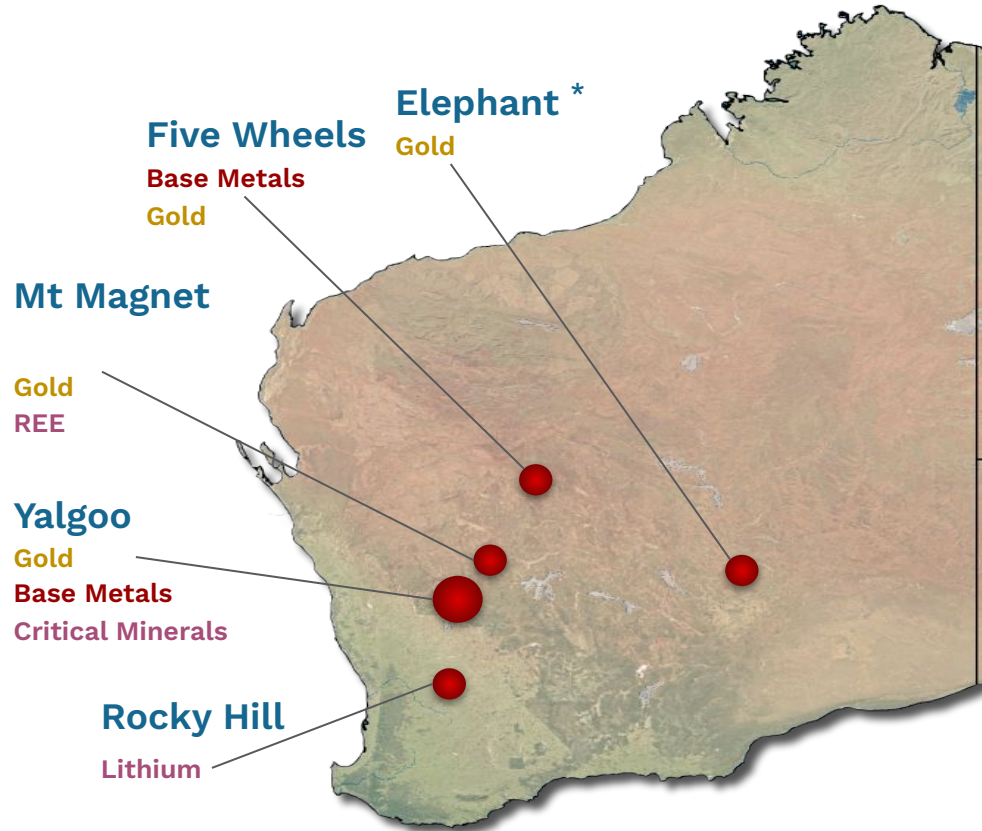 Elephant *
Gold
Five Wheels
Base Metals
Gold
Mt Magnet
Gold
REE
Yalgoo
Gold
Base Metals
Critical Minerals
Rocky Hill
Lithium